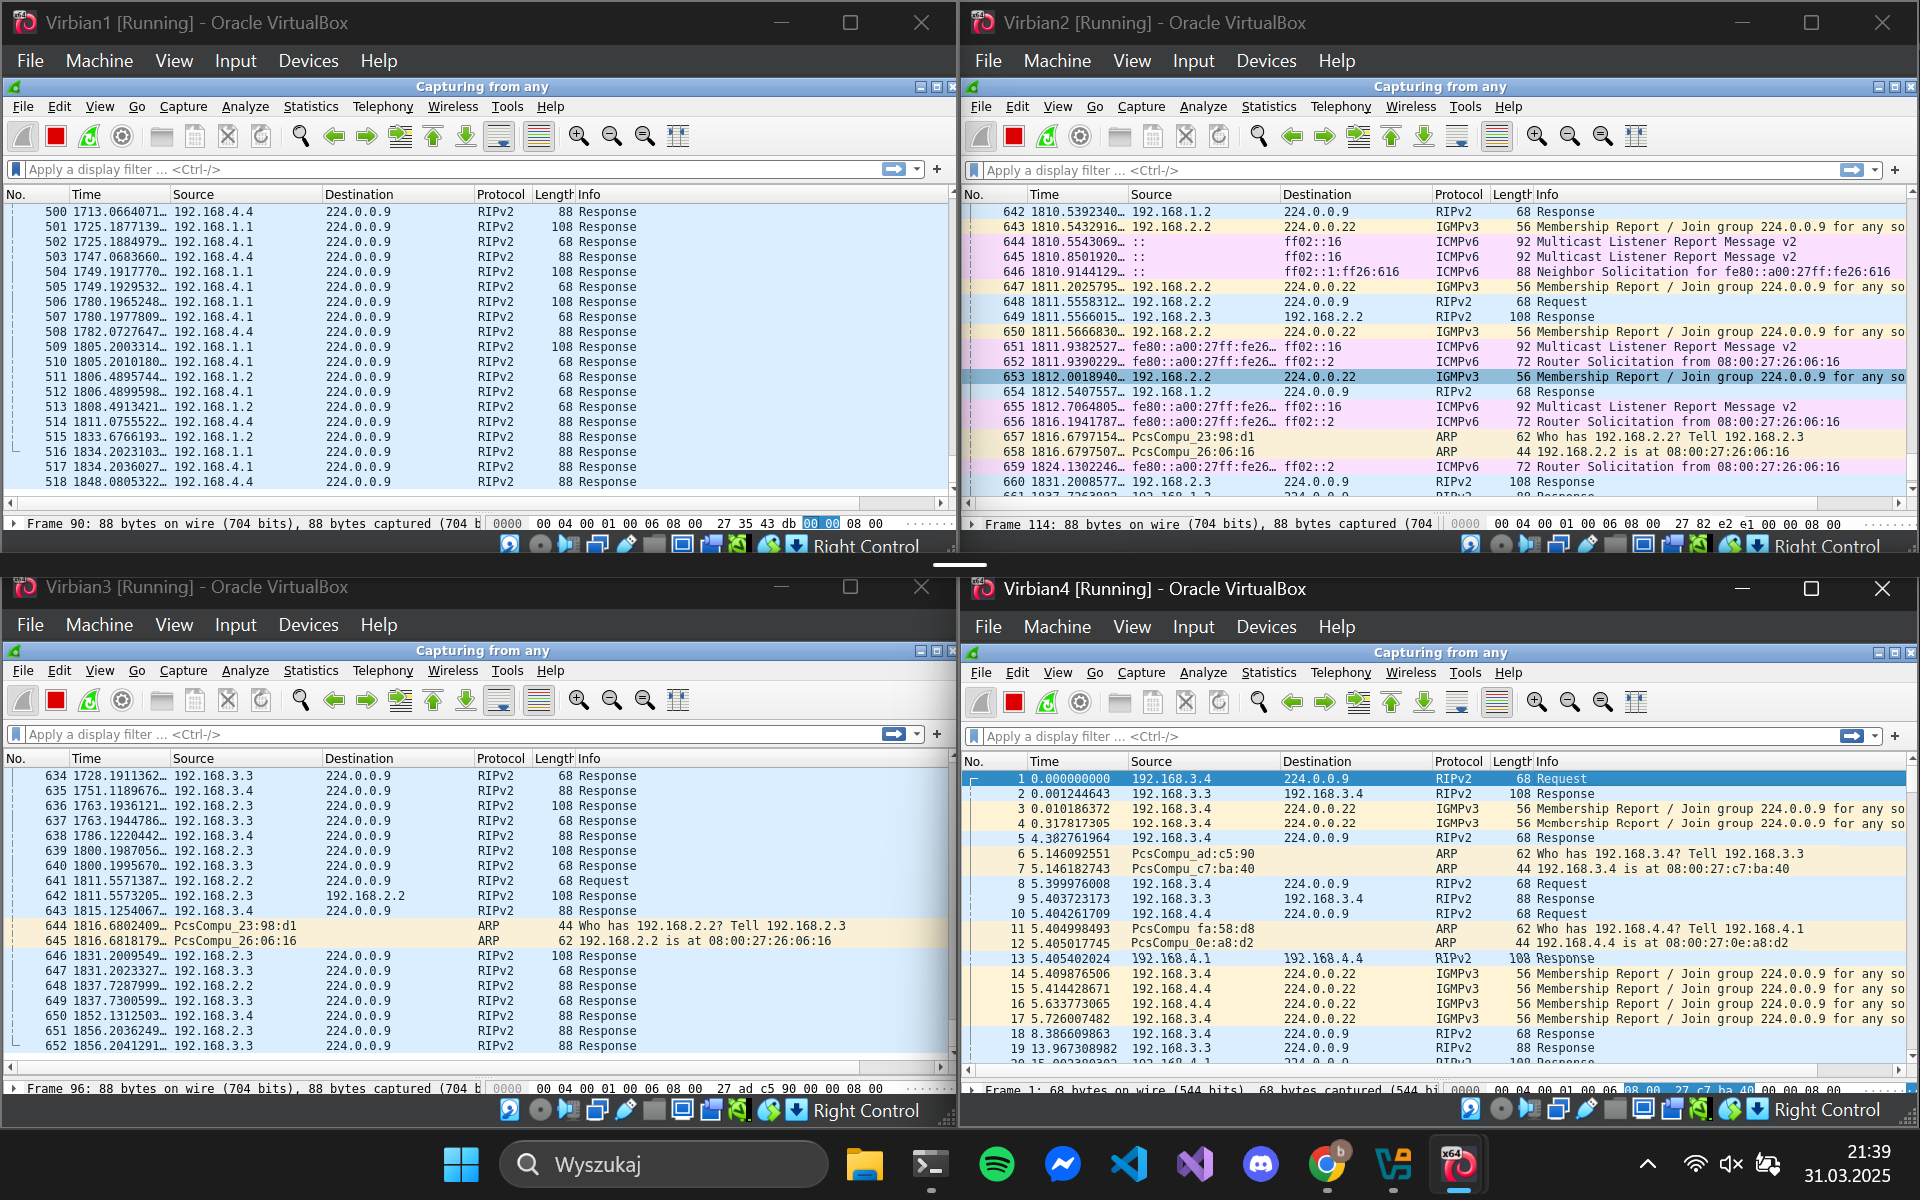 Virbian1 [Running] - Oracle VirtualBox
File Machine View Input Devices Help
Capturing from any
File Edit View Go Capture Analyze Statistics Telephony Wireless Tools Help
Apply a display filter ... <Ctrl-/>
No. Time Source Destination Protocol Length Info
500 1713.0664071… 192.168.4.4 224.0.0.9 RIPv2 88 Response
501 1725.1877139… 192.168.1.1 224.0.0.9 RIPv2 108 Response
502 1725.1884979… 192.168.4.1 224.0.0.9 RIPv2 68 Response
503 1747.0683660… 192.168.4.4 224.0.0.9 RIPv2 88 Response
504 1749.1917770… 192.168.1.1 224.0.0.9 RIPv2 108 Response
505 1749.1929532… 192.168.4.1 224.0.0.9 RIPv2 68 Response
506 1780.1965248… 192.168.1.1 224.0.0.9 RIPv2 108 Response
507 1780.1977809… 192.168.4.1 224.0.0.9 RIPv2 68 Response
508 1782.0727647… 192.168.4.4 224.0.0.9 RIPv2 88 Response
509 1805.2003314… 192.168.1.1 224.0.0.9 RIPv2 108 Response
510 1805.2010180… 192.168.4.1 224.0.0.9 RIPv2 68 Response
511 1806.4895744… 192.168.1.2 224.0.0.9 RIPv2 68 Response
512 1806.4899598… 192.168.4.1 224.0.0.9 RIPv2 68 Response
513 1808.4913421… 192.168.1.2 224.0.0.9 RIPv2 68 Response
514 1811.0755522… 192.168.4.4 224.0.0.9 RIPv2 88 Response
515 1833.6766193… 192.168.1.2 224.0.0.9 RIPv2 88 Response
516 1834.2023103… 192.168.1.1 224.0.0.9 RIPv2 88 Response
517 1834.2036027… 192.168.4.1 224.0.0.9 RIPv2 88 Response
518 1848.0805322… 192.168.4.4 224.0.0.9 RIPv2 88 Response
Frame 90: 88 bytes on wire (704 bits), 88 bytes captured (704 b 0000 00 04 00 01 00 06 08 00 27 35 43 db 00 00 08 00
Right Control
Virbian2 [Running] - Oracle VirtualBox
File Machine View Input Devices Help
Capturing from any
File Edit View Go Capture Analyze Statistics Telephony Wireless Tools Help
Apply a display filter ... <Ctrl-/>
No. Time Source Destination Protocol Length Info
642 1810.5392340… 192.168.1.2 224.0.0.9 RIPv2 68 Response
643 1810.5432916… 192.168.2.2 224.0.0.22 IGMPv3 56 Membership Report / Join group 224.0.0.9 for any so
644 1810.5543069… :: ff02::16 ICMPv6 92 Multicast Listener Report Message v2
645 1810.8501920… :: ff02::16 ICMPv6 92 Multicast Listener Report Message v2
646 1810.9144129… :: ff02::1:ff26:616 ICMPv6 88 Neighbor Solicitation for fe80::a00:27ff:fe26:616
647 1811.2025795… 192.168.2.2 224.0.0.22 IGMPv3 56 Membership Report / Join group 224.0.0.9 for any so
648 1811.5558312… 192.168.2.2 224.0.0.9 RIPv2 68 Request
649 1811.5566015… 192.168.2.3 192.168.2.2 RIPv2 108 Response
650 1811.5666830… 192.168.2.2 224.0.0.22 IGMPv3 56 Membership Report / Join group 224.0.0.9 for any so
651 1811.9382527… fe80::a00:27ff:fe26… ff02::16 ICMPv6 92 Multicast Listener Report Message v2
652 1811.9390229… fe80::a00:27ff:fe26… ff02::2 ICMPv6 72 Router Solicitation from 08:00:27:26:06:16
653 1812.0018940… 192.168.2.2 224.0.0.22 IGMPv3 56 Membership Report / Join group 224.0.0.9 for any so
654 1812.5407557… 192.168.1.2 224.0.0.9 RIPv2 68 Response
655 1812.7064805… fe80::a00:27ff:fe26… ff02::16 ICMPv6 92 Multicast Listener Report Message v2
656 1816.1941787… fe80::a00:27ff:fe26… ff02::2 ICMPv6 72 Router Solicitation from 08:00:27:26:06:16
657 1816.6797154… PcsCompu_23:98:d1 ARP 62 Who has 192.168.2.2? Tell 192.168.2.3
658 1816.6797507… PcsCompu_26:06:16 ARP 44 192.168.2.2 is at 08:00:27:26:06:16
659 1824.1302246… fe80::a00:27ff:fe26… ff02::2 ICMPv6 72 Router Solicitation from 08:00:27:26:06:16
660 1831.2008577… 192.168.2.3 224.0.0.9 RIPv2 108 Response
Frame 114: 88 bytes on wire (704 bits), 88 bytes captured (704 0000 00 04 00 01 00 06 08 00 27 82 e2 e1 00 00 08 00
Right Control
Virbian3 [Running] - Oracle VirtualBox
File Machine View Input Devices Help
Capturing from any
File Edit View Go Capture Analyze Statistics Telephony Wireless Tools Help
Apply a display filter ... <Ctrl-/>
No. Time Source Destination Protocol Length Info
634 1728.1911362… 192.168.3.3 224.0.0.9 RIPv2 68 Response
635 1751.1189676… 192.168.3.4 224.0.0.9 RIPv2 88 Response
636 1763.1936121… 192.168.2.3 224.0.0.9 RIPv2 108 Response
637 1763.1944786… 192.168.3.3 224.0.0.9 RIPv2 68 Response
638 1786.1220442… 192.168.3.4 224.0.0.9 RIPv2 88 Response
639 1800.1987056… 192.168.2.3 224.0.0.9 RIPv2 108 Response
640 1800.1995670… 192.168.3.3 224.0.0.9 RIPv2 68 Response
641 1811.5571387… 192.168.2.2 224.0.0.9 RIPv2 68 Request
642 1811.5573205… 192.168.2.3 192.168.2.2 RIPv2 108 Response
643 1815.1254067… 192.168.3.4 224.0.0.9 RIPv2 88 Response
644 1816.6802409… PcsCompu_23:98:d1 ARP 44 Who has 192.168.2.2? Tell 192.168.2.3
645 1816.6818179… PcsCompu_26:06:16 ARP 62 192.168.2.2 is at 08:00:27:26:06:16
646 1831.2009549… 192.168.2.3 224.0.0.9 RIPv2 108 Response
647 1831.2023327… 192.168.3.3 224.0.0.9 RIPv2 68 Response
648 1837.7287999… 192.168.2.2 224.0.0.9 RIPv2 88 Response
649 1837.7300599… 192.168.3.3 224.0.0.9 RIPv2 68 Response
650 1852.1312503… 192.168.3.4 224.0.0.9 RIPv2 88 Response
651 1856.2036249… 192.168.2.3 224.0.0.9 RIPv2 88 Response
652 1856.2041291… 192.168.3.3 224.0.0.9 RIPv2 88 Response
Frame 96: 88 bytes on wire (704 bits), 88 bytes captured (704 b 0000 00 04 00 01 00 06 08 00 27 ad c5 90 00 00 08 00
Right Control
Virbian4 [Running] - Oracle VirtualBox
File Machine View Input Devices Help
Capturing from any
File Edit View Go Capture Analyze Statistics Telephony Wireless Tools Help
Apply a display filter ... <Ctrl-/>
No. Time Source Destination Protocol Length Info
1 0.000000000 192.168.3.4 224.0.0.9 RIPv2 68 Request
2 0.001244643 192.168.3.3 192.168.3.4 RIPv2 108 Response
3 0.010186372 192.168.3.4 224.0.0.22 IGMPv3 56 Membership Report / Join group 224.0.0.9 for any so
4 0.317817305 192.168.3.4 224.0.0.22 IGMPv3 56 Membership Report / Join group 224.0.0.9 for any so
5 4.382761964 192.168.3.4 224.0.0.9 RIPv2 68 Response
6 5.146092551 PcsCompu_ad:c5:90 ARP 62 Who has 192.168.3.4? Tell 192.168.3.3
7 5.146182743 PcsCompu_c7:ba:40 ARP 44 192.168.3.4 is at 08:00:27:c7:ba:40
8 5.399976008 192.168.3.4 224.0.0.9 RIPv2 68 Request
9 5.403723173 192.168.3.3 192.168.3.4 RIPv2 88 Response
10 5.404261709 192.168.4.4 224.0.0.9 RIPv2 68 Request
11 5.404998493 PcsCompu_fa:58:d8 ARP 62 Who has 192.168.4.4? Tell 192.168.4.1
12 5.405017745 PcsCompu_0e:a8:d2 ARP 44 192.168.4.4 is at 08:00:27:0e:a8:d2
13 5.405402024 192.168.4.1 192.168.4.4 RIPv2 108 Response
14 5.409876506 192.168.3.4 224.0.0.22 IGMPv3 56 Membership Report / Join group 224.0.0.9 for any so
15 5.414428671 192.168.4.4 224.0.0.22 IGMPv3 56 Membership Report / Join group 224.0.0.9 for any so
16 5.633773065 192.168.4.4 224.0.0.22 IGMPv3 56 Membership Report / Join group 224.0.0.9 for any so
17 5.726007482 192.168.3.4 224.0.0.22 IGMPv3 56 Membership Report / Join group 224.0.0.9 for any so
18 8.386609863 192.168.3.4 224.0.0.9 RIPv2 68 Response
19 13.967308982 192.168.3.3 224.0.0.9 RIPv2 88 Response
Frame 1: 68 bytes on wire (544 bits), 68 bytes captured (544 bi 0000 00 04 00 01 00 06 08 00 27 c7 ba 40 00 00 08 00
Right Control
Wyszukaj
x64
21:39
31.03.2025